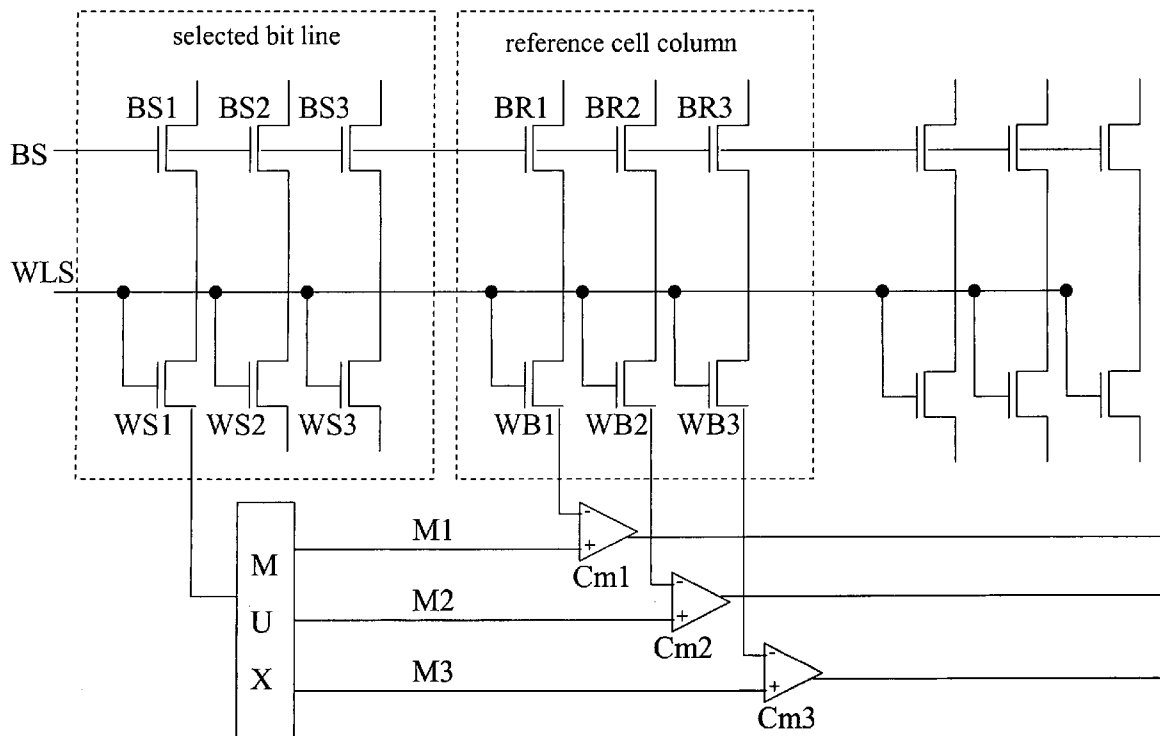 selected bit line
reference cell column
BS1 BS2 BS3 BR1 BR2 BR3
BS
WLS
WS1 WS2 WS3 WB1 WB2 WB3
M1
M
-
+
Cm1
M2
U
-
+
Cm2
M3
X
-
+
Cm3